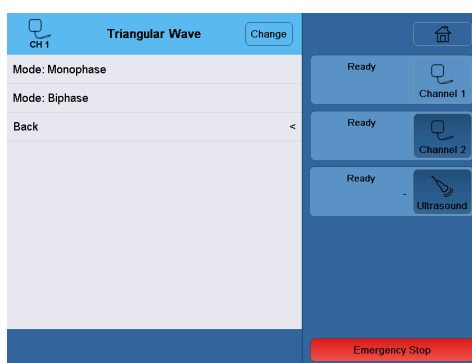 CH 1
Triangular Wave
Change
Mode: Monophase
Mode: Biphase
Back <
Ready
Channel 1
Ready
Channel 2
Ready
-
Ultrasound
Emergency Stop